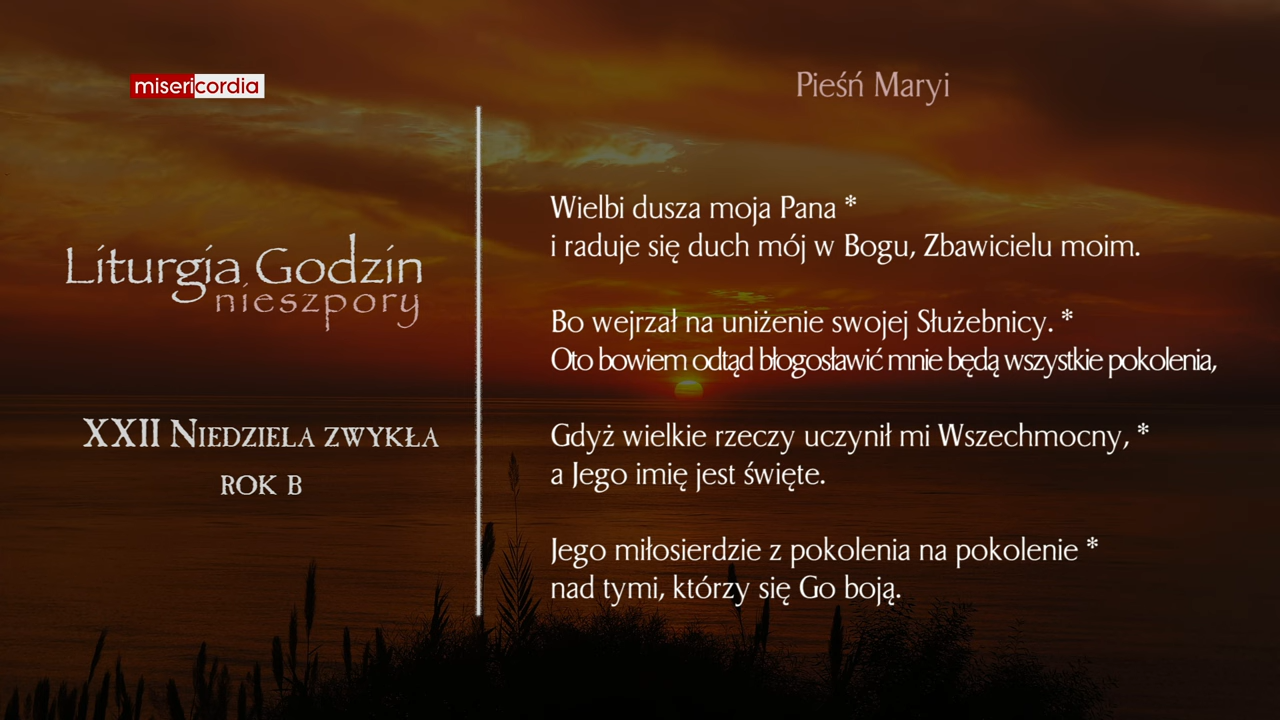 misericordia
Liturgia Godzin
nieszpory
XXII Niedziela zwykła
rok B
Pieśń Maryi
Wielbi dusza moja Pana *
i raduje się duch mój w Bogu, Zbawicielu moim.
Bo wejrzał na uniżenie swojej Służebnicy. *
Oto bowiem odtąd błogosławić mnie będą wszystkie pokolenia,
Gdyż wielkie rzeczy uczynił mi Wszechmocny, *
a Jego imię jest święte.
Jego miłosierdzie z pokolenia na pokolenie *
nad tymi, którzy się Go boją.